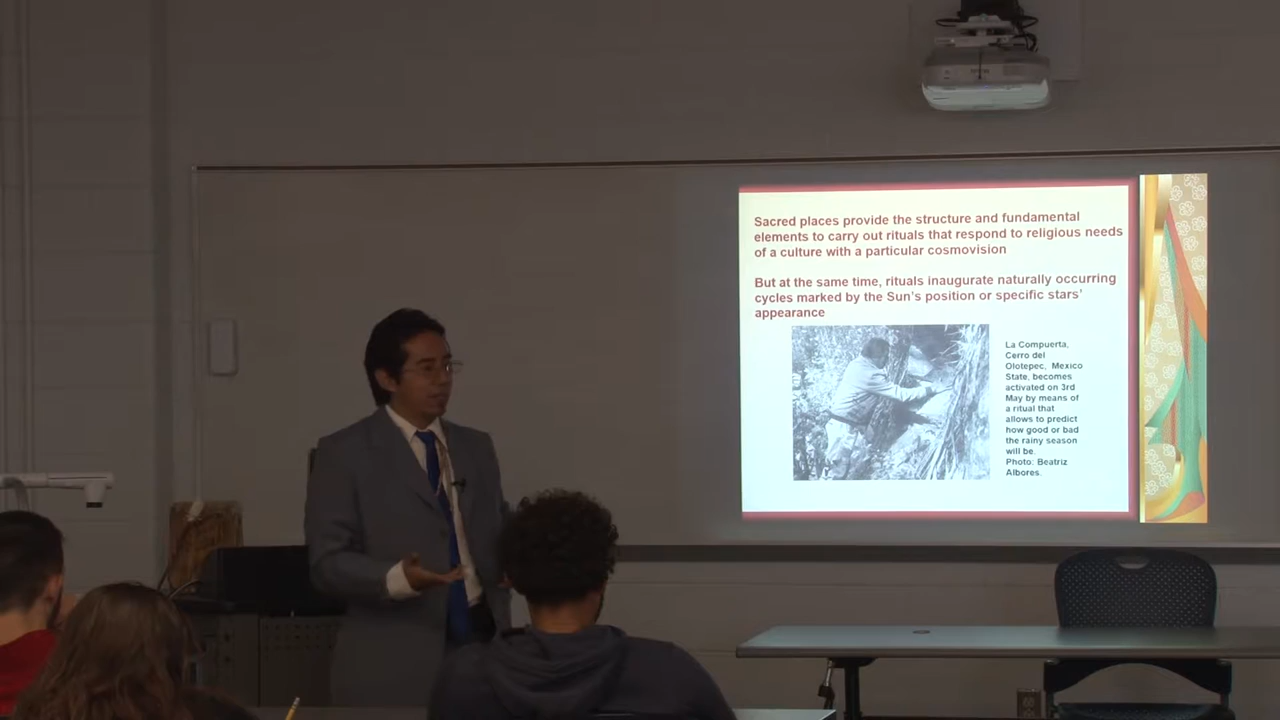 Sacred places provide the structure and fundamental
elements to carry out rituals that respond to religious needs
of a culture with a particular cosmovision
But at the same time, rituals inaugurate naturally occurring
cycles marked by the Sun's position or specific stars'
appearance
La Compuerta,
Cerro del
Olotepec, Mexico
State, becomes
activated on 3rd
May by means of
a ritual that
allows to predict
how good or bad
the rainy season
will be.
Photo: Beatriz
Albores.